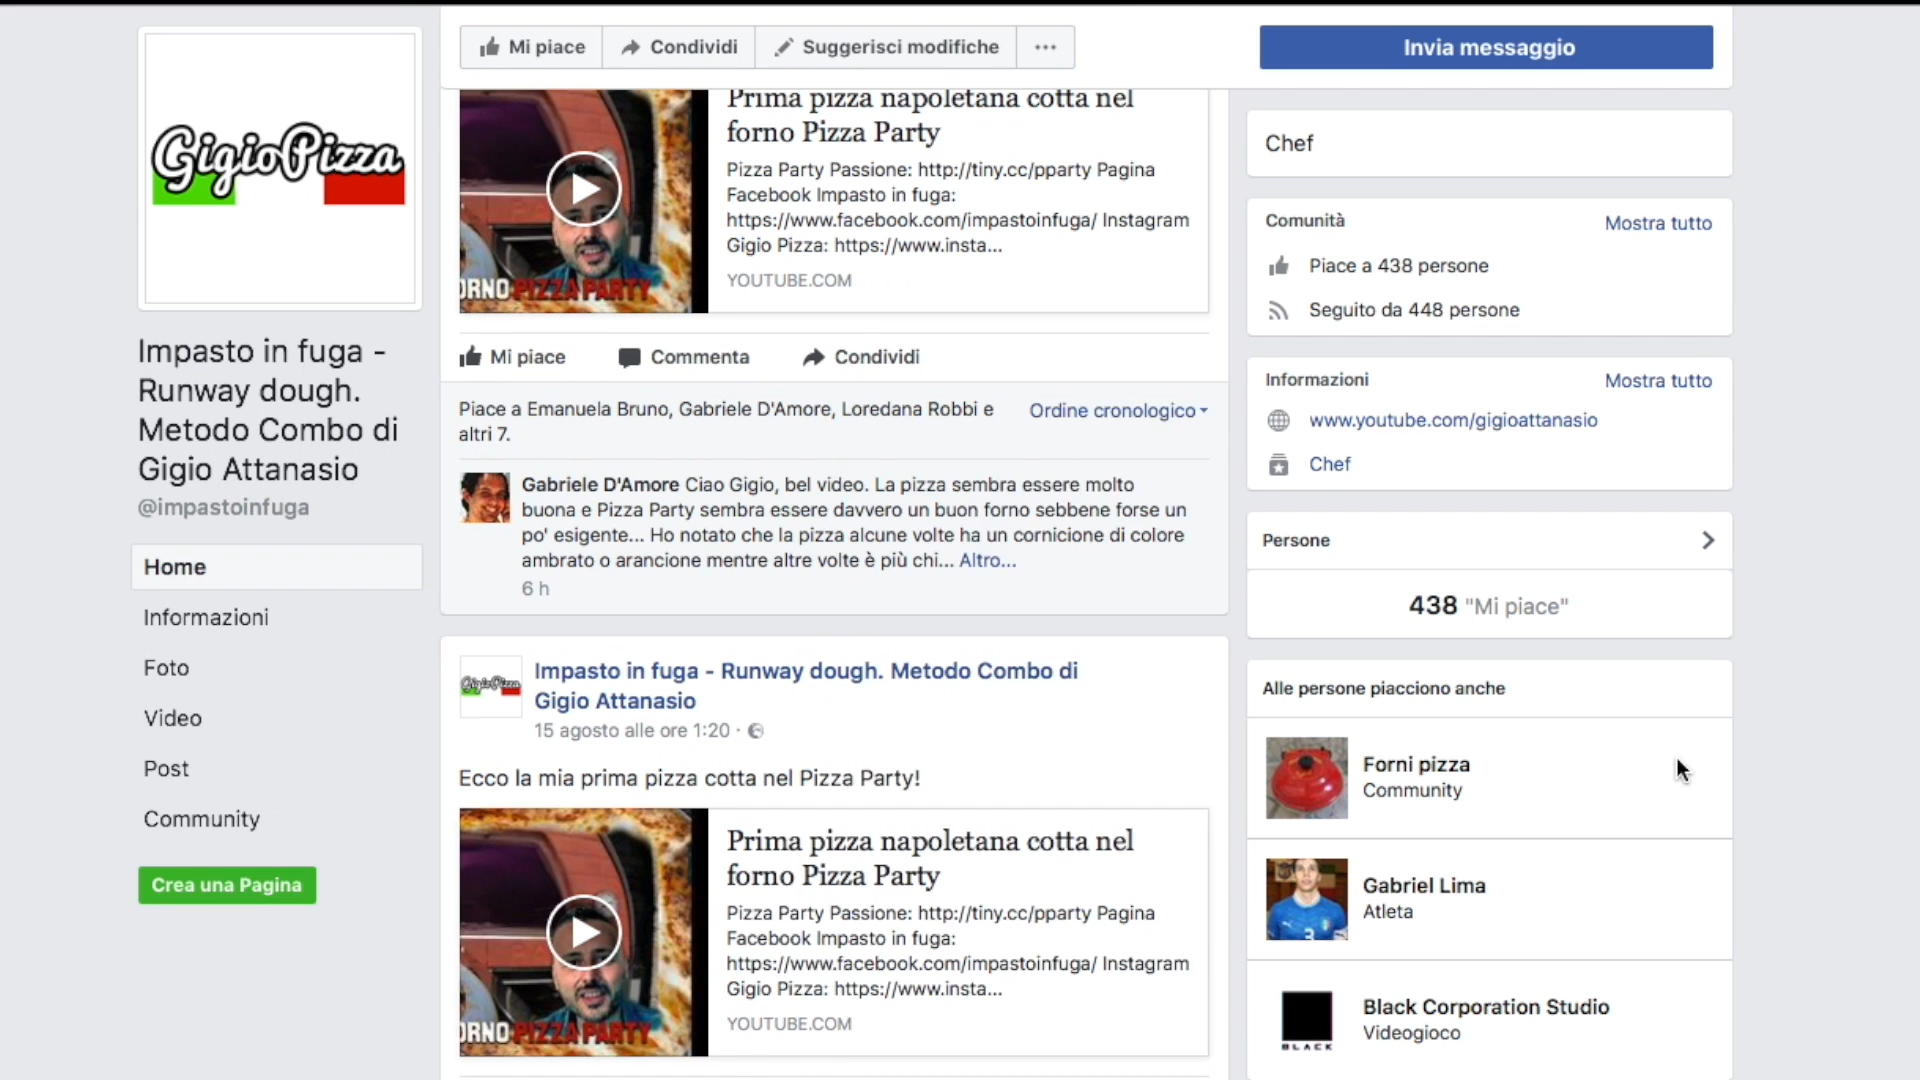 Mi piace
Condividi
Suggerisci modifiche
Invia messaggio
GigioPizza
Impasto in fuga -
Runway dough.
Metodo Combo di
Gigio Attanasio
@impastoinfuga
Home
Informazioni
Foto
Video
Post
Community
Crea una Pagina
Prima pizza napoletana cotta nel
forno Pizza Party
Pizza Party Passione: http://tiny.cc/pparty Pagina
Facebook Impasto in fuga:
https://www.facebook.com/impastoinfuga/ Instagram
Gigio Pizza: https://www.insta...
YOUTUBE.COM
ORNO PIZZA PARTY
Mi piace
Commenta
Condividi
Piace a Emanuela Bruno, Gabriele D'Amore, Loredana Robbi e
altri 7.
Ordine cronologico
Gabriele D'Amore Ciao Gigio, bel video. La pizza sembra essere molto
buona e Pizza Party sembra essere davvero un buon forno sebbene forse un
po' esigente... Ho notato che la pizza alcune volte ha un cornicione di colore
ambrato o arancione mentre altre volte è più chi... Altro...
6 h
GigioPizza
Impasto in fuga - Runway dough. Metodo Combo di
Gigio Attanasio
15 agosto alle ore 1:20 ·
Ecco la mia prima pizza cotta nel Pizza Party!
Prima pizza napoletana cotta nel
forno Pizza Party
Pizza Party Passione: http://tiny.cc/pparty Pagina
Facebook Impasto in fuga:
https://www.facebook.com/impastoinfuga/ Instagram
Gigio Pizza: https://www.insta...
YOUTUBE.COM
ORNO PIZZA PARTY
Chef
Comunità
Mostra tutto
Piace a 438 persone
Seguito da 448 persone
Informazioni
Mostra tutto
www.youtube.com/gigioattanasio
Chef
Persone
438 "Mi piace"
Alle persone piacciono anche
Forni pizza
Community
Gabriel Lima
Atleta
3
Black Corporation Studio
Videogioco
BLACK